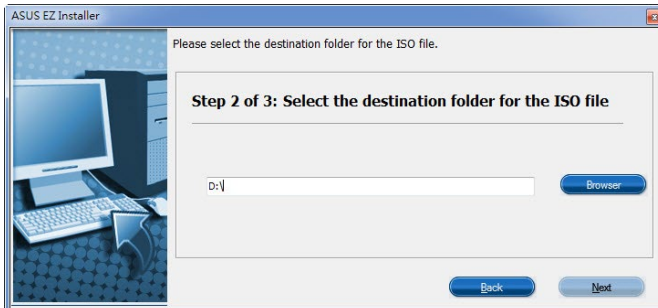 ASUS EZ Installer
Please select the destination folder for the ISO file.
Step 2 of 3: Select the destination folder for the ISO file
D:\
Browser
Back
Next